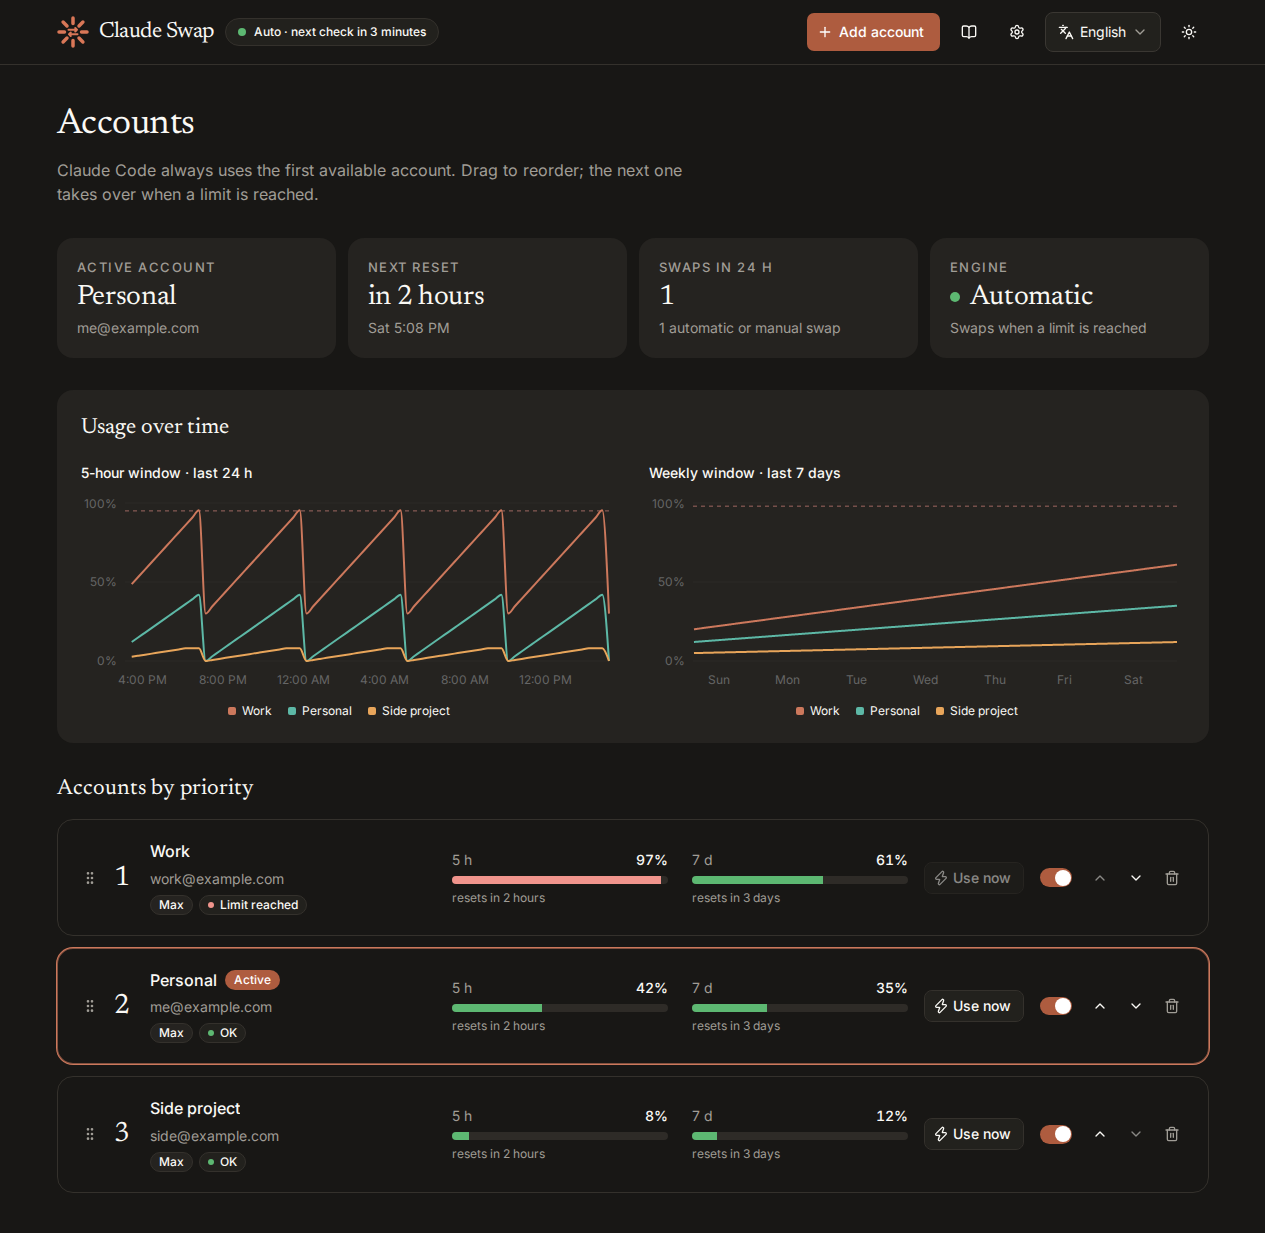 Claude Swap
Auto · next check in 3 minutes
Add account
English
Accounts
Claude Code always uses the first available account. Drag to reorder; the next one
takes over when a limit is reached.
ACTIVE ACCOUNT
Personal
me@example.com
NEXT RESET
in 2 hours
Sat 5:08 PM
SWAPS IN 24 H
1
1 automatic or manual swap
ENGINE
Automatic
Swaps when a limit is reached
Usage over time
5-hour window · last 24 h
100%
50%
0%
4:00 PM 8:00 PM 12:00 AM 4:00 AM 8:00 AM 12:00 PM
Work Personal Side project
Weekly window · last 7 days
100%
50%
0%
Sun Mon Tue Wed Thu Fri Sat
Work Personal Side project
Accounts by priority
1
Work
work@example.com
Max Limit reached
5 h 97%
resets in 2 hours
7 d 61%
resets in 3 days
Use now
2
Personal Active
me@example.com
Max OK
5 h 42%
resets in 2 hours
7 d 35%
resets in 3 days
Use now
3
Side project
side@example.com
Max OK
5 h 8%
resets in 2 hours
7 d 12%
resets in 3 days
Use now